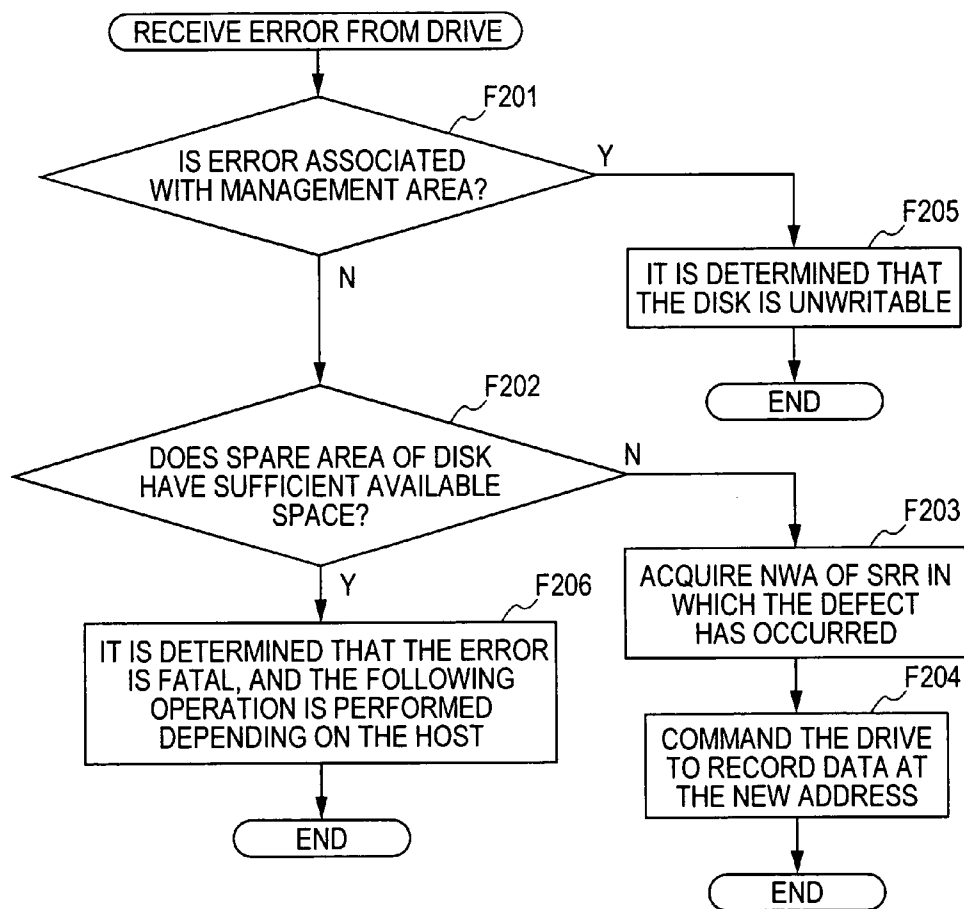 RECEIVE ERROR FROM DRIVE
F201
IS ERROR ASSOCIATED
WITH MANAGEMENT AREA?
Y
N
F205
IT IS DETERMINED THAT
THE DISK IS UNWRITABLE
END
F202
DOES SPARE AREA OF DISK
HAVE SUFFICIENT AVAILABLE
SPACE?
N
Y
F203
ACQUIRE NWA OF SRR IN
WHICH THE DEFECT
HAS OCCURRED
F206
IT IS DETERMINED THAT THE ERROR
IS FATAL, AND THE FOLLOWING
OPERATION IS PERFORMED
DEPENDING ON THE HOST
END
F204
COMMAND THE DRIVE
TO RECORD DATA AT
THE NEW ADDRESS
END